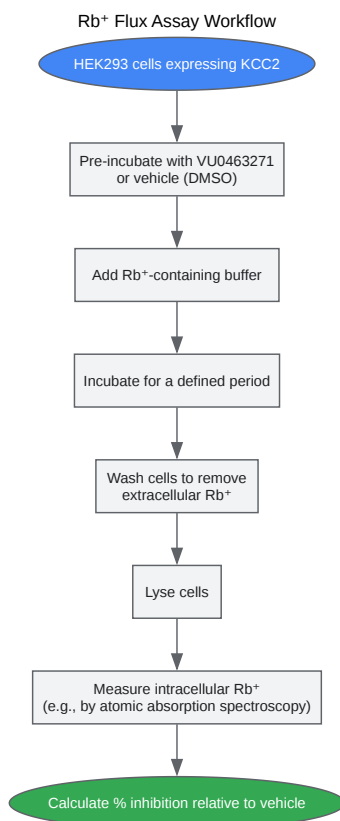 Rb⁺ Flux Assay Workflow
HEK293 cells expressing KCC2
Pre-incubate with VU0463271
or vehicle (DMSO)
Add Rb⁺-containing buffer
Incubate for a defined period
Wash cells to remove
extracellular Rb⁺
Lyse cells
Measure intracellular Rb⁺
(e.g., by atomic absorption spectroscopy)
Calculate % inhibition relative to vehicle